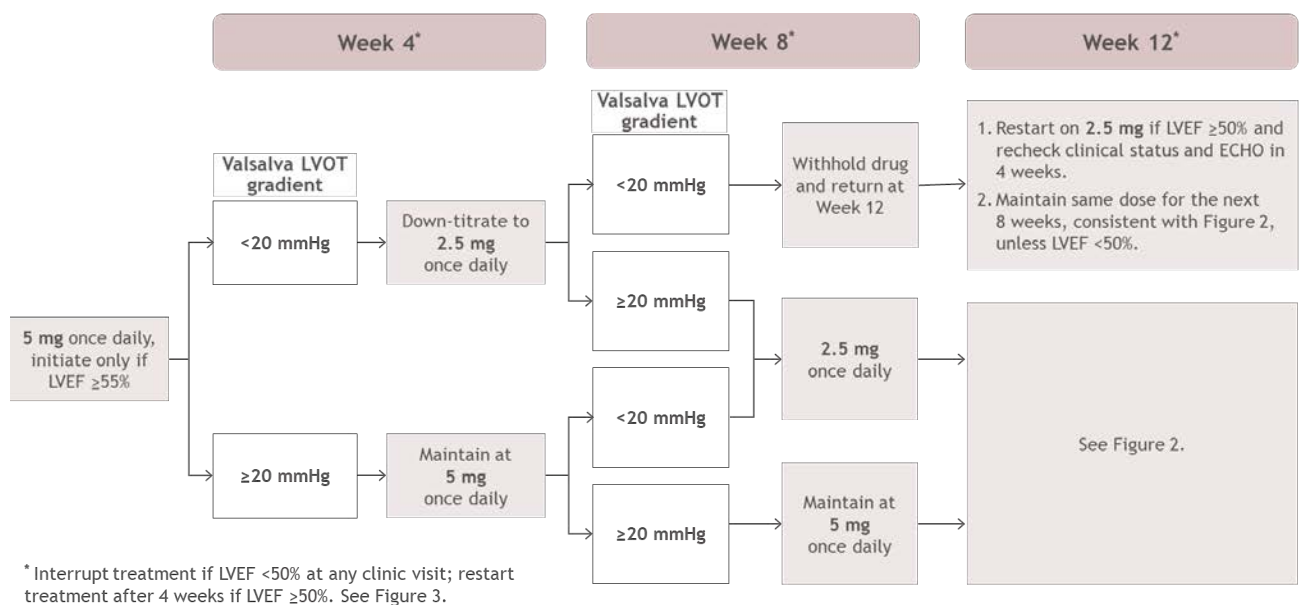 Week 4*
Week 8*
Week 12*
5 mg once daily,
initiate only if
LVEF ≥55%
Valsalva LVOT
gradient
<20 mmHg
Down-titrate to
2.5 mg
once daily
≥20 mmHg
Maintain at
5 mg
once daily
Valsalva LVOT
gradient
<20 mmHg
Withhold drug
and return at
Week 12
≥20 mmHg
<20 mmHg
2.5 mg
once daily
≥20 mmHg
Maintain at
5 mg
once daily
1. Restart on 2.5 mg if LVEF ≥50% and
recheck clinical status and ECHO in
4 weeks.
2. Maintain same dose for the next
8 weeks, consistent with Figure 2,
unless LVEF <50%.
See Figure 2.
* Interrupt treatment if LVEF <50% at any clinic visit; restart
treatment after 4 weeks if LVEF ≥50%. See Figure 3.